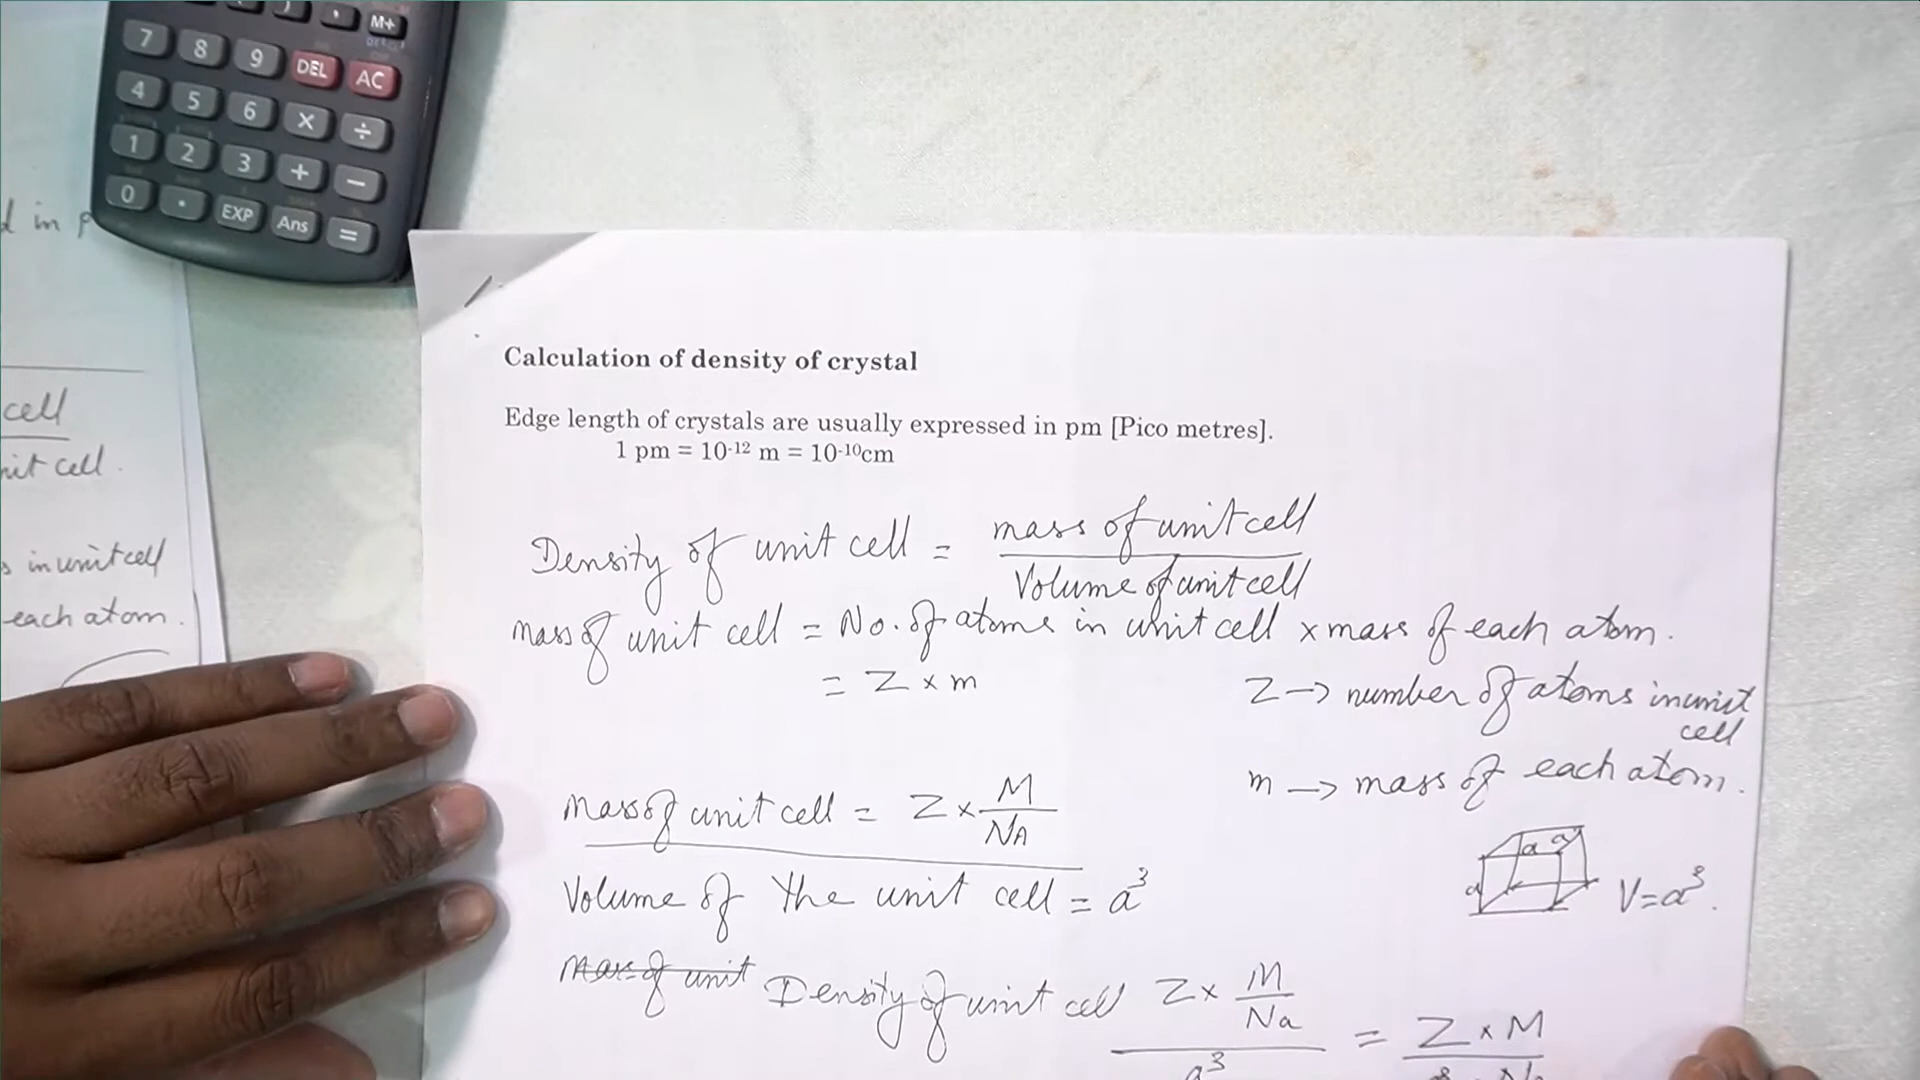 M+
7 8 9 DEL AC
4 5 6 × ÷
1 2 3 + −
0 . EXP Ans =
d in p
cell
nit cell.
s in unit cell
each atom.
Calculation of density of crystal
Edge length of crystals are usually expressed in pm [Pico metres].
1 pm = 10⁻¹² m = 10⁻¹⁰cm
Density of unit cell = mass of unit cell
Volume of unit cell
mass of unit cell = No. of atoms in unit cell × mass of each atom.
= Z × m
Z → number of atoms in unit
cell
m → mass of each atom.
Mass of unit cell = Z × M
NA
a a
a
V=a³.
Volume of the unit cell = a³
Mass of unit Density of unit cell Z × M
Na
a³
= Z × M